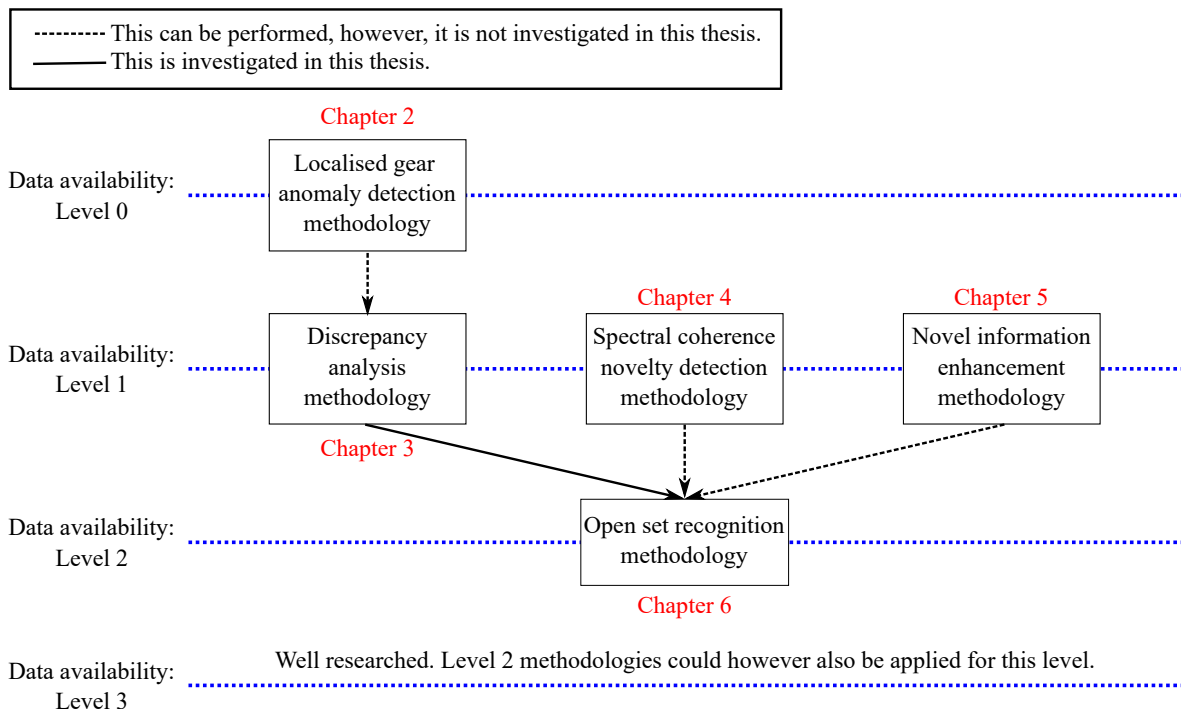 This can be performed, however, it is not investigated in this thesis.
This is investigated in this thesis.
Chapter 2
Data availability:
Level 0
Localised gear
anomaly detection
methodology
Chapter 4
Chapter 5
Data availability:
Level 1
Discrepancy
analysis
methodology
Spectral coherence
novelty detection
methodology
Novel information
enhancement
methodology
Chapter 3
Data availability:
Level 2
Open set recognition
methodology
Chapter 6
Data availability:
Level 3
Well researched. Level 2 methodologies could however also be applied for this level.